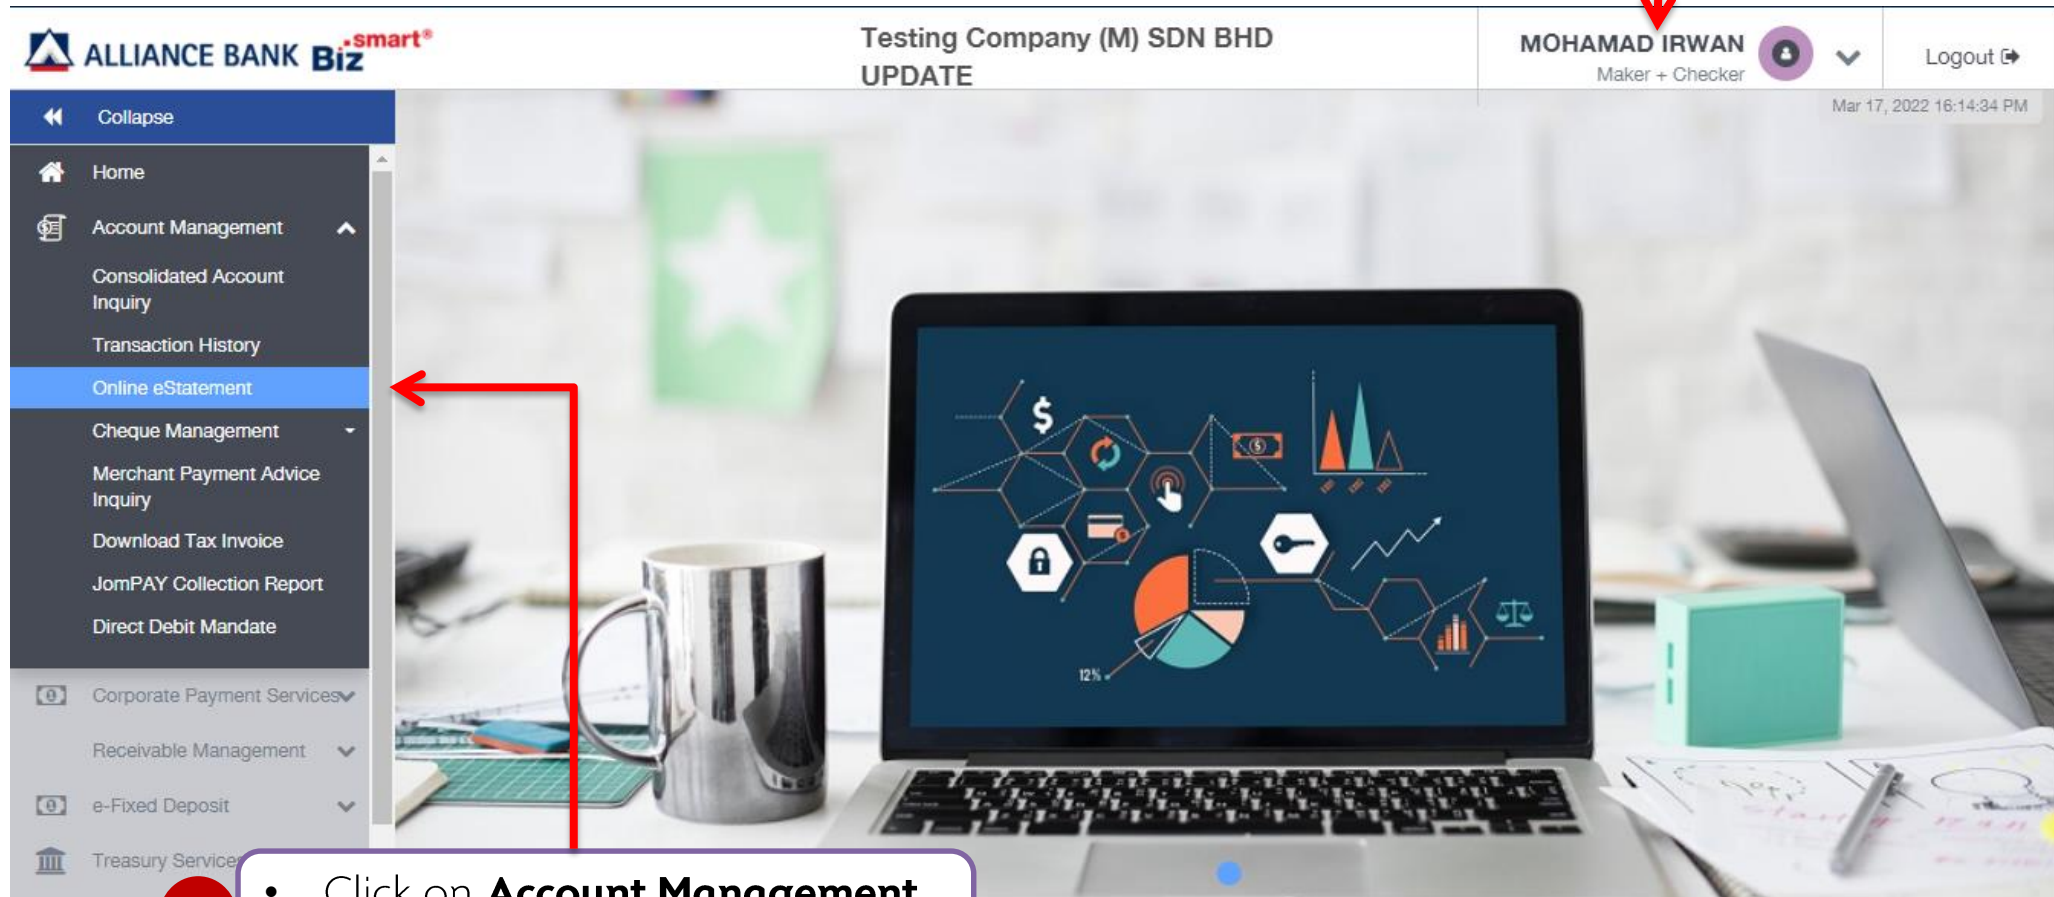 ALLIANCE BANK Bizsmart®
Testing Company (M) SDN BHD
UPDATE
MOHAMAD IRWAN
Maker + Checker
Logout
Mar 17, 2022 16:14:34 PM
Collapse
Home
Account Management
Consolidated Account
Inquiry
Transaction History
Online eStatement
Cheque Management
Merchant Payment Advice
Inquiry
Download Tax Invoice
JomPAY Collection Report
Direct Debit Mandate
Corporate Payment Services
Receivable Management
e-Fixed Deposit
Treasury Services
$
12%
• Click on Account Management